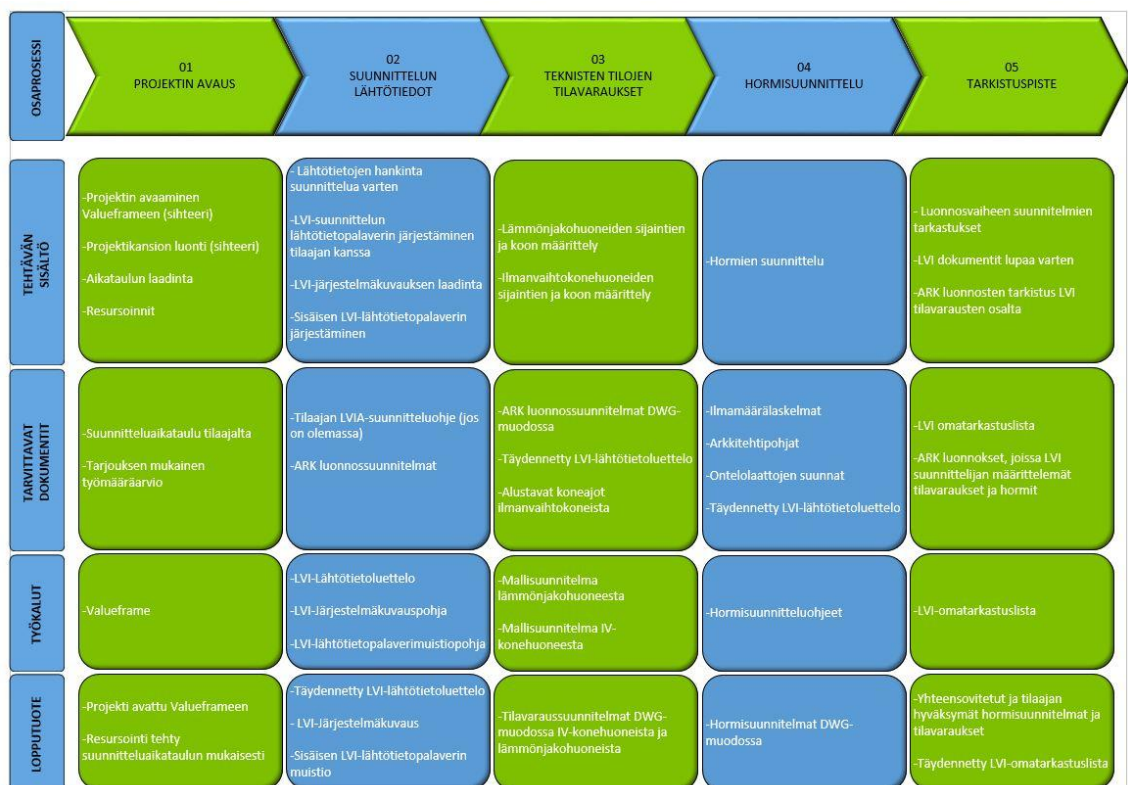 OSAPROSESSI
01
PROJEKTIN AVAUS
02
SUUNNITTELUN
LÄHTÖTIEDOT
03
TEKNISTEN TILOJEN
TILAVARAUKSET
04
HORMISUUNNITTELU
05
TARKISTUSPISTE
TEHTÄVÄN
SISÄLTÖ
-Projektin avaaminen
Valueframeen (sihteeri)
-Projektikansion luonti (sihteeri)
-Aikataulun laadinta
-Resursoinnit
- Lähtötietojen hankinta
suunnittelua varten
-LVI-suunnittelun
lähtötietopalaverin järjestäminen
tilaajan kanssa
-LVI-järjestelmäkuvauksen laadinta
-Sisäisen LVI-lähtötietopalaverin
järjestäminen
-Lämmönjakohuoneiden sijaintien
ja koon määrittely
-Ilmanvaihtokonehuoneiden
sijaintien ja koon määrittely
-Hormien suunnittelu
- Luonnosvaiheen suunnitelmien
tarkastukset
-LVI dokumentit lupaa varten
-ARK luonnosten tarkistus LVI
tilavarausten osalta
TARVITTAVAT
DOKUMENTIT
-Suunnitteluaikataulu tilaajalta
-Tarjouksen mukainen
työmääräarvio
-Tilaajan LVIA-suunnitteluohje (jos
on olemassa)
-ARK luonnossuunnitelmat
-ARK luonnossuunnitelmat DWG-
muodossa
-Täydennetty LVI-lähtötietoluettelo
-Alustavat koneajot
ilmanvaihtokoneista
-Ilmamäärälaskelmat
-Arkkitehtipohjat
-Ontelolaattojen suunnat
-Täydennetty LVI-lähtötietoluettelo
-LVI omatarkastuslista
-ARK luonnokset, joissa LVI
suunnittelijan määrittelemät
tilavaraukset ja hormit
TYÖKALUT
-Valueframe
-LVI-Lähtötietoluettelo
-LVI-Järjestelmäkuvauspohja
-LVI-lähtötietopalaverimuistiopohja
-Mallisuunnitelma
lämmönjakohuoneesta
-Mallisuunnitelma IV-
konehuoneesta
-Hormisuunnitteluohjeet
-LVI-omatarkastuslista
LOPPUTUOTE
-Projekti avattu Valueframeen
-Resursointi tehty
suunnitteluaikataulun mukaisesti
-Täydennetty LVI-lähtötietoluettelo
- LVI-Järjestelmäkuvaus
-Sisäisen LVI-lähtötietopalaverin
muistio
-Tilavaraussuunnitelmat DWG-
muodossa IV-konehuoneista ja
lämmönjakohuoneista
-Hormisuunnitelmat DWG-
muodossa
-Yhteensovitetut ja tilaajan
hyväksymät hormisuunnitelmat ja
tilavaraukset
-Täydennetty LVI-omatarkastuslista